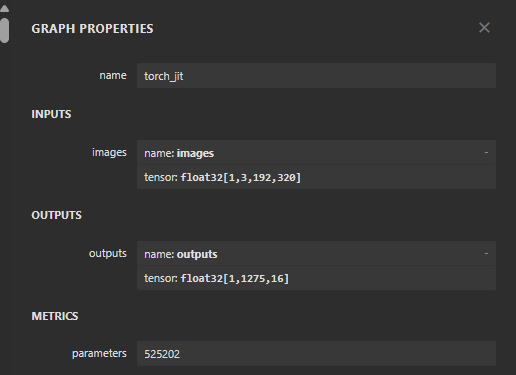 GRAPH PROPERTIES
name torch_jit
INPUTS
images name: images -
tensor: float32[1,3,192,320]
OUTPUTS
outputs name: outputs -
tensor: float32[1,1275,16]
METRICS
parameters 525202